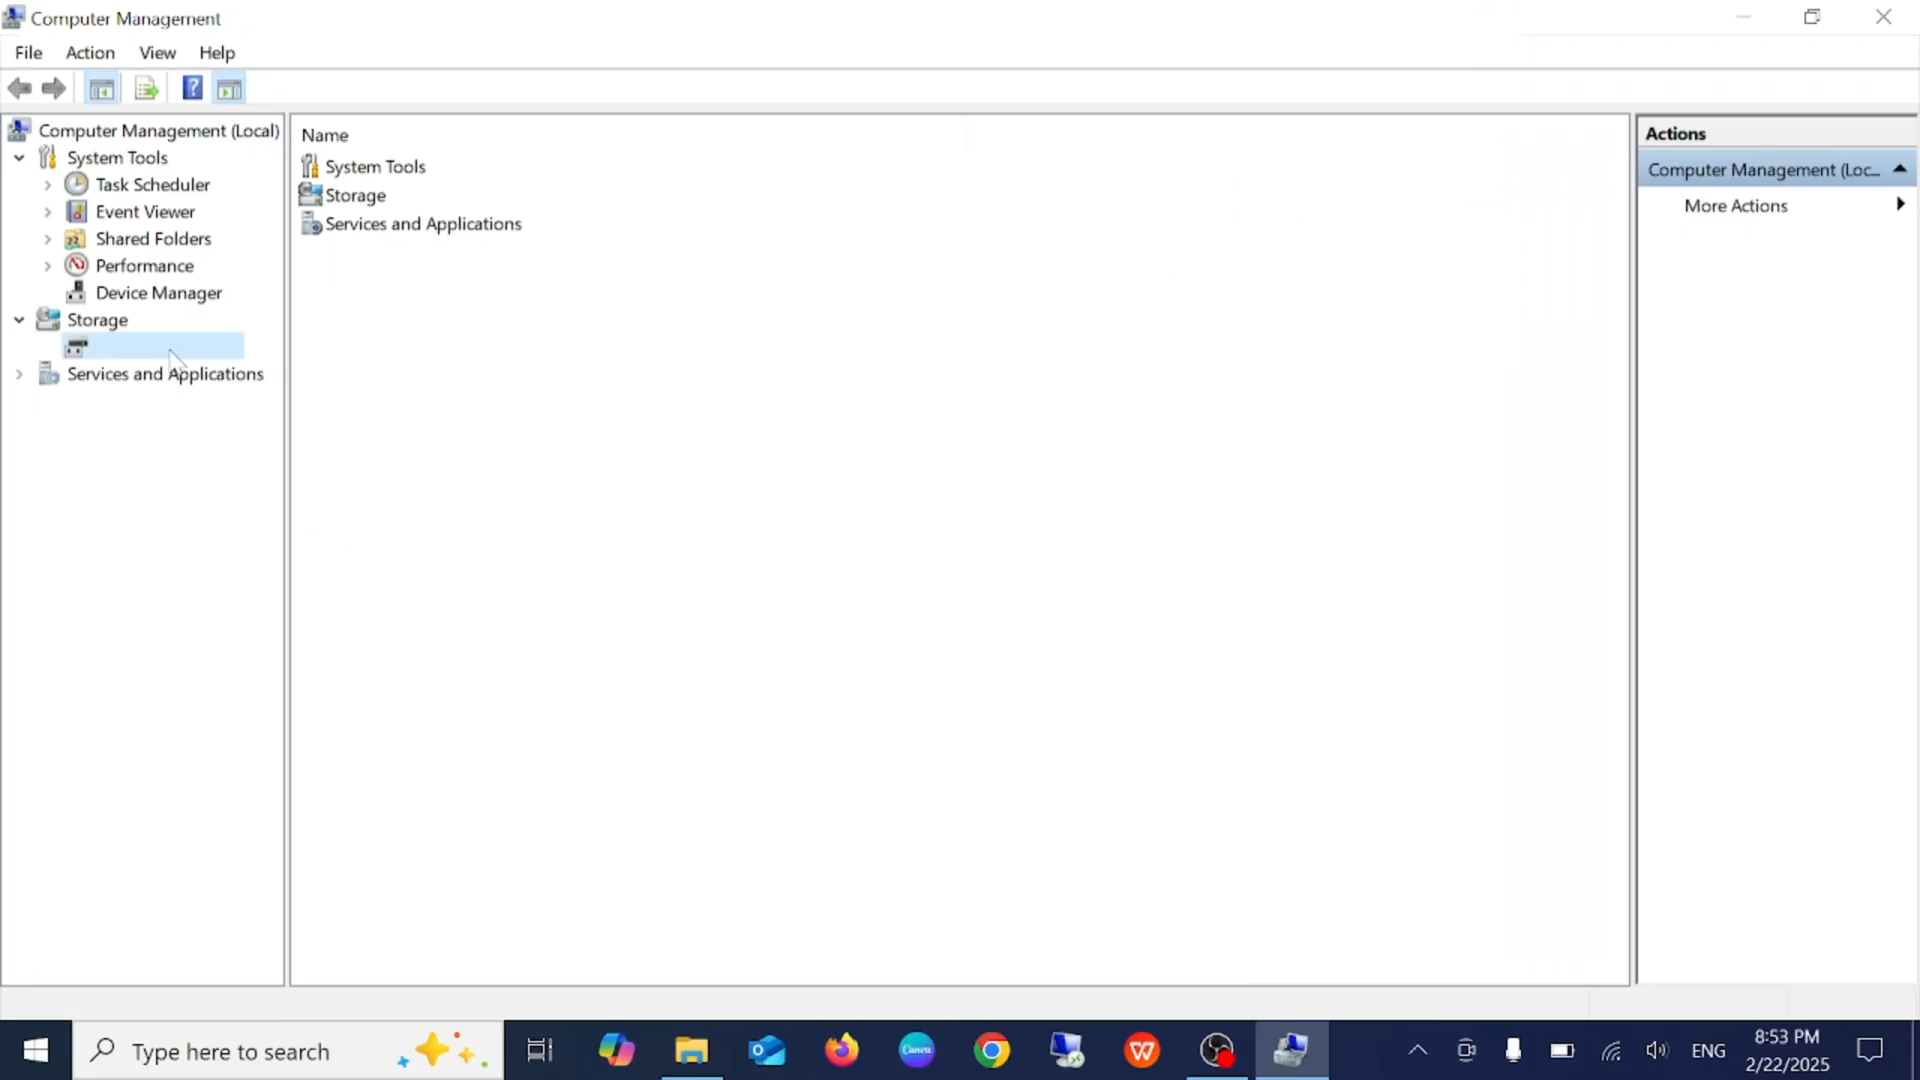 Computer Management
File Action View Help
Computer Management (Local)
System Tools
Task Scheduler
Event Viewer
Shared Folders
Performance
Device Manager
Storage
Services and Applications
Name
System Tools
Storage
Services and Applications
Actions
Computer Management (Loc...
More Actions
Type here to search
Canva
ENG
8:53 PM
2/22/2025